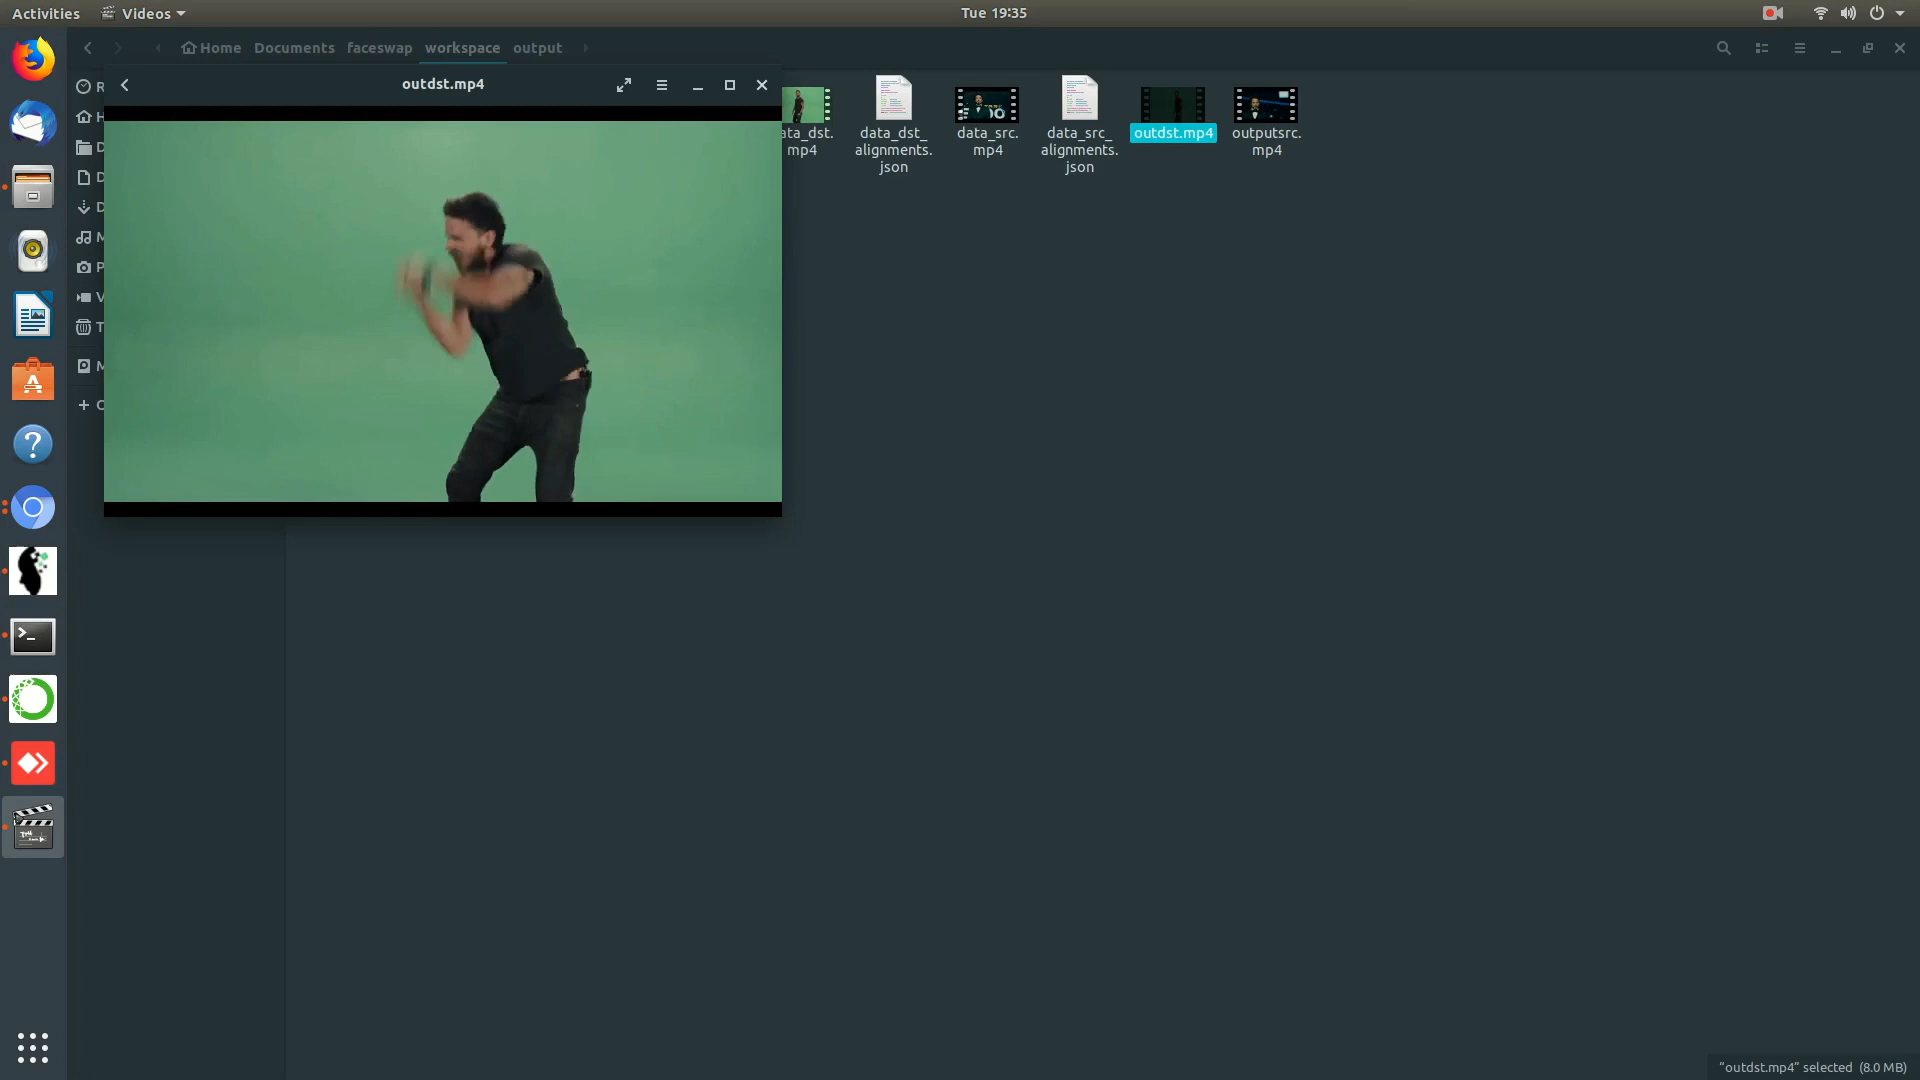 Activities
Videos
Tue 19:35
Home
Documents
faceswap
workspace
output
outdst.mp4
R
H
D
D
D
M
P
V
T
M
O
ata_dst.
mp4
data_dst_
alignments.
json
data_src.
mp4
data_src_
alignments.
json
outdst.mp4
outputsrc.
mp4
"outdst.mp4" selected (8.0 MB)